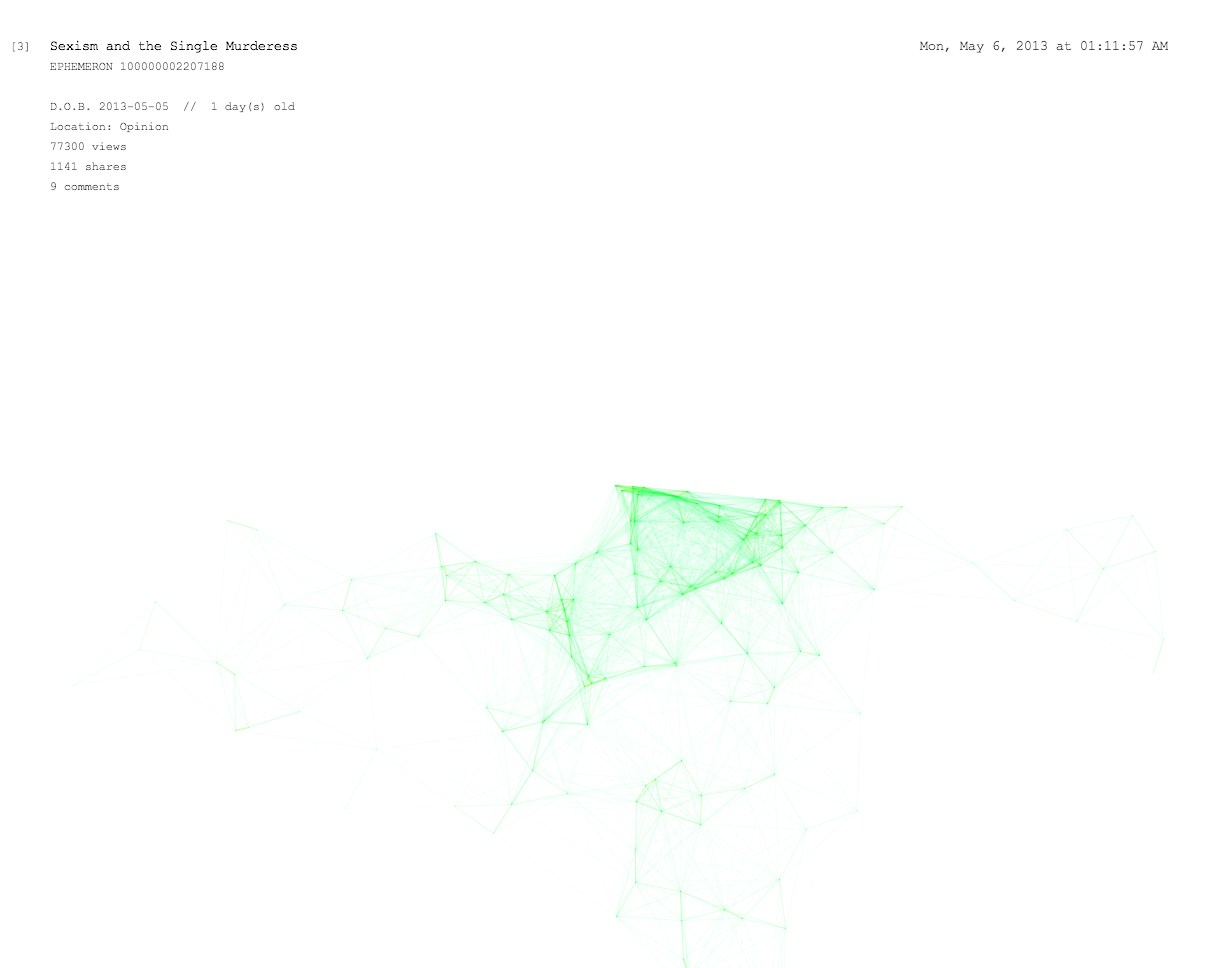 [3] Sexism and the Single Murderess Mon, May 6, 2013 at 01:11:57 AM
EPHEMERON 100000002207188
D.O.B. 2013-05-05 // 1 day(s) old
Location: Opinion
77300 views
1141 shares
9 comments